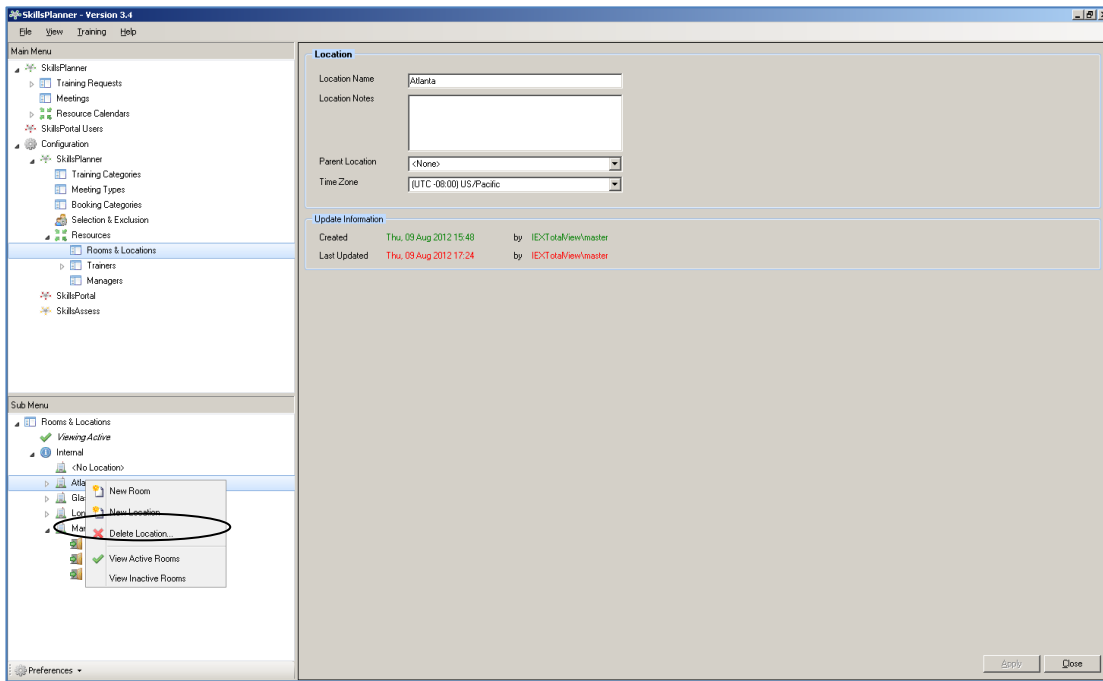 SkillsPlanner - Version 3.4
File View Training Help
Main Menu
SkillsPlanner
Training Requests
Meetings
Resource Calendars
SkillsPortal Users
Configuration
SkillsPlanner
Training Categories
Meeting Types
Booking Categories
Selection & Exclusion
Resources
Rooms & Locations
Trainers
Managers
SkillsPortal
SkillsAssess
Sub Menu
Rooms & Locations
Viewing Active
Internal
<No Location>
Atla
Gla
Lon
Man
New Room
New Location
Delete Location...
View Active Rooms
View Inactive Rooms
Preferences
Location
Location Name Atlanta
Location Notes
Parent Location <None>
Time Zone (UTC -08:00) US/Pacific
Update Information
Created Thu, 09 Aug 2012 15:48 by IEXTotalView\master
Last Updated Thu, 09 Aug 2012 17:24 by IEXTotalView\master
Apply Close